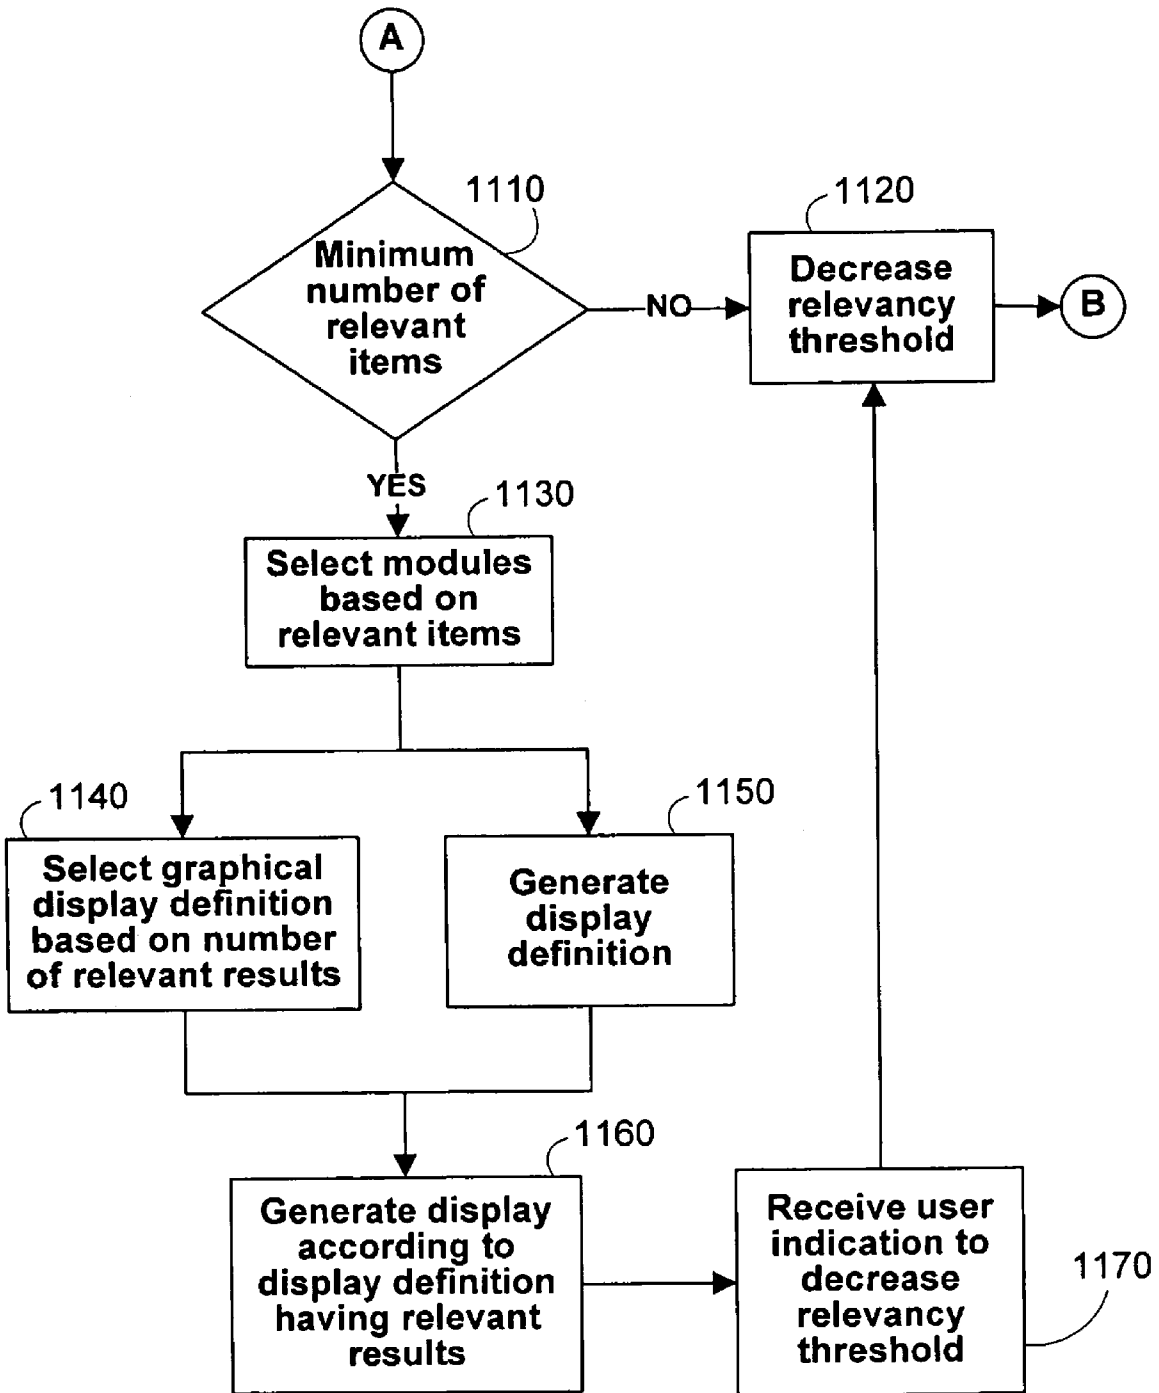 A
1110
Minimum
number of
relevant
items
NO
1120
Decrease
relevancy
threshold
B
YES
1130
Select modules
based on
relevant items
1140
Select graphical
display definition
based on number
of relevant results
1150
Generate
display
definition
1160
Generate display
according to
display definition
having relevant
results
Receive user
indication to
decrease
relevancy
threshold
1170